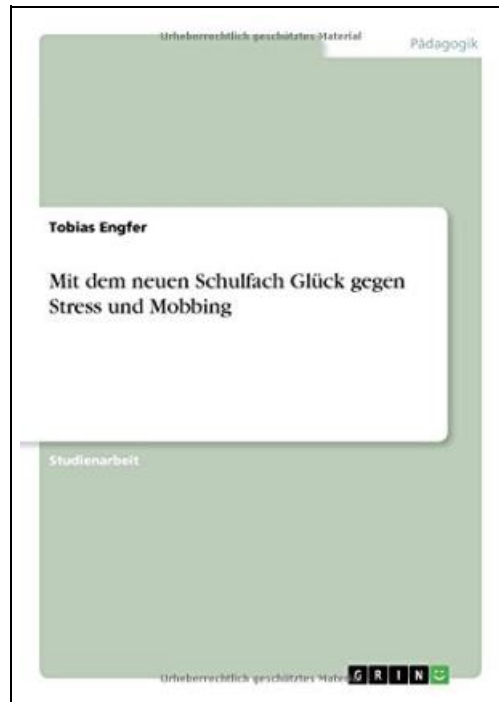 Urheberrechtlich geschütztes Material
Pädagogik
Tobias Engfer
Mit dem neuen Schulfach Glück gegen
Stress und Mobbing
Studienarbeit
Urheberrechtlich geschütztes
GRIN